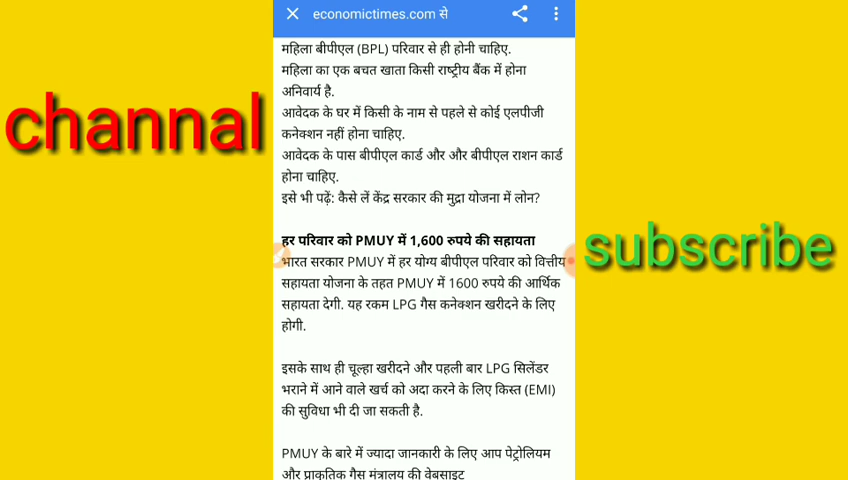 economictimes.com से
महिला बीपीएल (BPL) परिवार से ही होनी चाहिए.
महिला का एक बचत खाता किसी राष्ट्रीय बैंक में होना
अनिवार्य है.
आवेदक के घर में किसी के नाम से पहले से कोई एलपीजी
कनेक्शन नहीं होना चाहिए.
आवेदक के पास बीपीएल कार्ड और और बीपीएल राशन कार्ड
होना चाहिए.
इसे भी पढ़ें: कैसे लें केंद्र सरकार की मुद्रा योजना में लोन?
हर परिवार को PMUY में 1,600 रुपये की सहायता
भारत सरकार PMUY में हर योग्य बीपीएल परिवार को वित्तीय
सहायता योजना के तहत PMUY में 1600 रुपये की आर्थिक
सहायता देगी. यह रकम LPG गैस कनेक्शन खरीदने के लिए
होगी.
इसके साथ ही चूल्हा खरीदने और पहली बार LPG सिलेंडर
भराने में आने वाले खर्च को अदा करने के लिए किस्त (EMI)
की सुविधा भी दी जा सकती है.
PMUY के बारे में ज्यादा जानकारी के लिए आप पेट्रोलियम
और प्राकृतिक गैस मंत्रालय की वेबसाइट
channal
subscribe